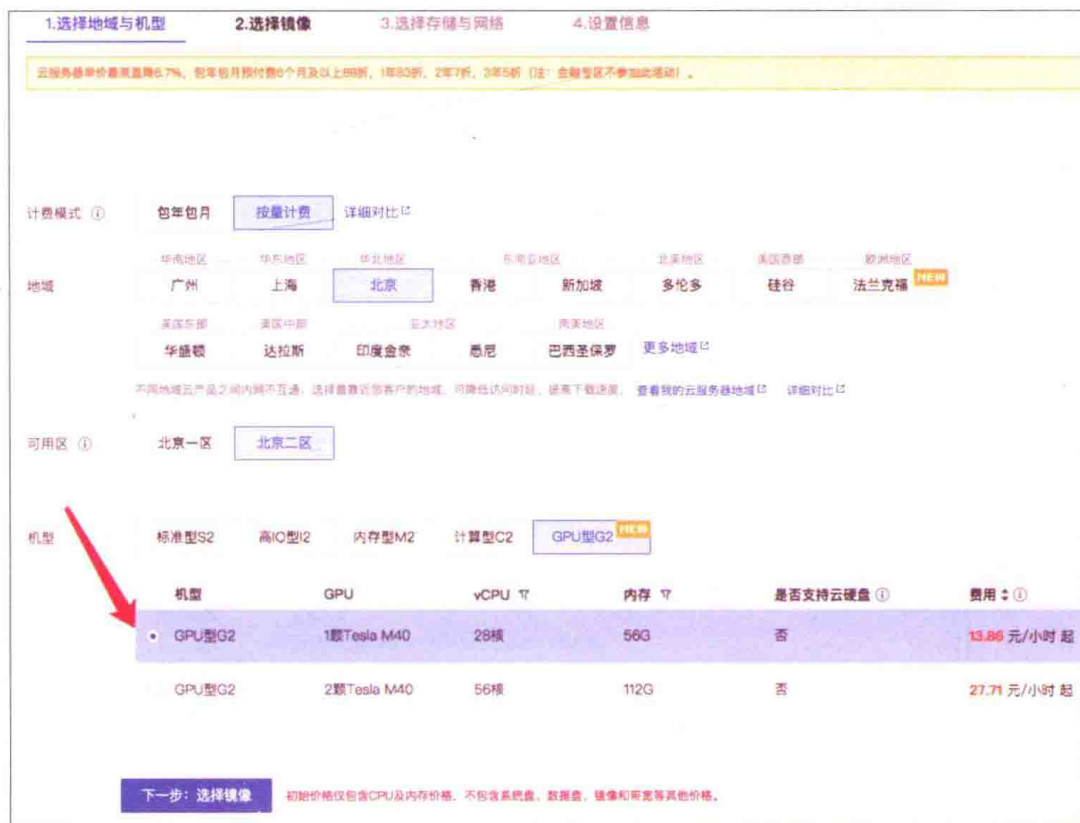 1.选择地域与机型 2.选择镜像 3.选择存储与网络 4.设置信息
云服务器单价最高直降6.7%，包年包月预付费6个月及以上88折，1年83折，2年7折，3年5折（注：金融专区不参加此活动）。
计费模式 包年包月 按量计费 详细对比
华南地区 华东地区 华北地区 东南亚地区 北美地区 美国西部 欧洲地区
地域 广州 上海 北京 香港 新加坡 多伦多 硅谷 法兰克福 NEW
美国东部 美国中部 亚太地区 南美地区
华盛顿 达拉斯 印度金奈 悉尼 巴西圣保罗 更多地域
不同地域云产品之间内网不互通；选择最靠近您客户的地域，可降低访问时延、提高下载速度。 查看我的云服务器地域 详细对比
可用区 北京一区 北京二区
机型 标准型S2 高IO型I2 内存型M2 计算型C2 GPU型G2 NEW
机型 GPU vCPU 内存 是否支持云硬盘 费用
GPU型G2 1颗Tesla M40 28核 56G 否 13.86 元/小时 起
GPU型G2 2颗Tesla M40 56核 112G 否 27.71 元/小时 起
下一步：选择镜像 初始价格仅包含CPU及内存价格，不包含系统盘、数据盘、镜像和带宽等其他价格。